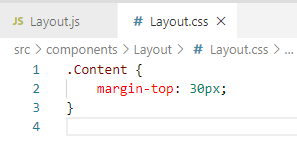 JS Layout.js # Layout.css ×
src > components > Layout > # Layout.css > ...
1 .Content {
2 margin-top: 30px;
3 }
4